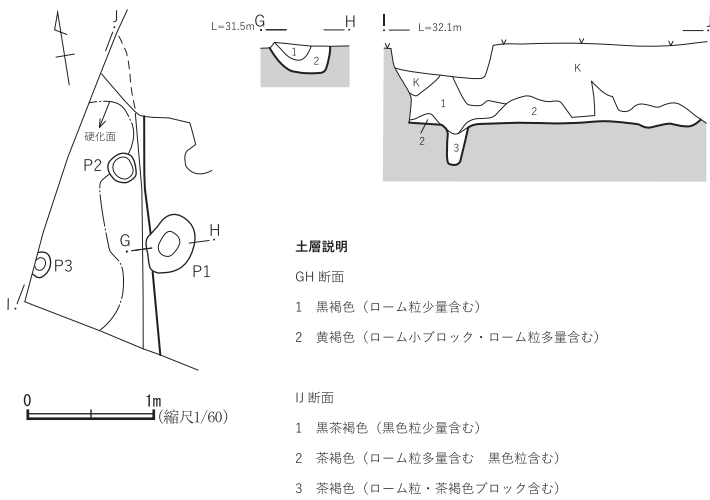 J
硬化面
P2
G
H
P1
P3
I
0 1m
(縮尺1/60)
L=31.5m G H
1
2
I L=32.1m J
K
K
1
2
2
3
土層説明
GH 断面
1 黒褐色（ローム粒少量含む）
2 黄褐色（ローム小ブロック・ローム粒多量含む）
IJ 断面
1 黒茶褐色（黒色粒少量含む）
2 茶褐色（ローム粒多量含む 黒色粒含む）
3 茶褐色（ローム粒・茶褐色ブロック含む）